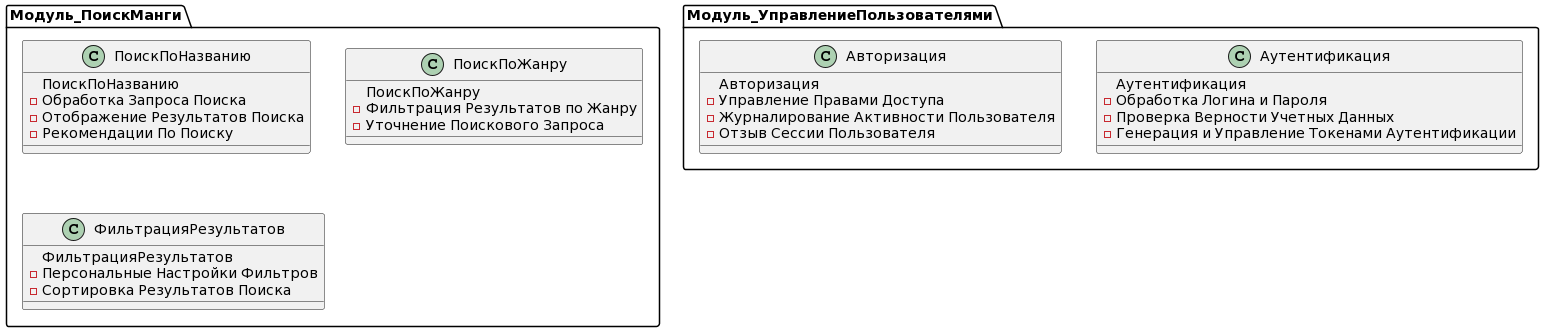 Модуль_ПоискМанги
C ПоискПоНазванию
ПоискПоНазванию
Обработка Запроса Поиска
Отображение Результатов Поиска
Рекомендации По Поиску
C ПоискПоЖанру
ПоискПоЖанру
Фильтрация Результатов по Жанру
Уточнение Поискового Запроса
C ФильтрацияРезультатов
ФильтрацияРезультатов
Персональные Настройки Фильтров
Сортировка Результатов Поиска
Модуль_УправлениеПользователями
C Авторизация
Авторизация
Управление Правами Доступа
Журналирование Активности Пользователя
Отзыв Сессии Пользователя
C Аутентификация
Аутентификация
Обработка Логина и Пароля
Проверка Верности Учетных Данных
Генерация и Управление Токенами Аутентификации